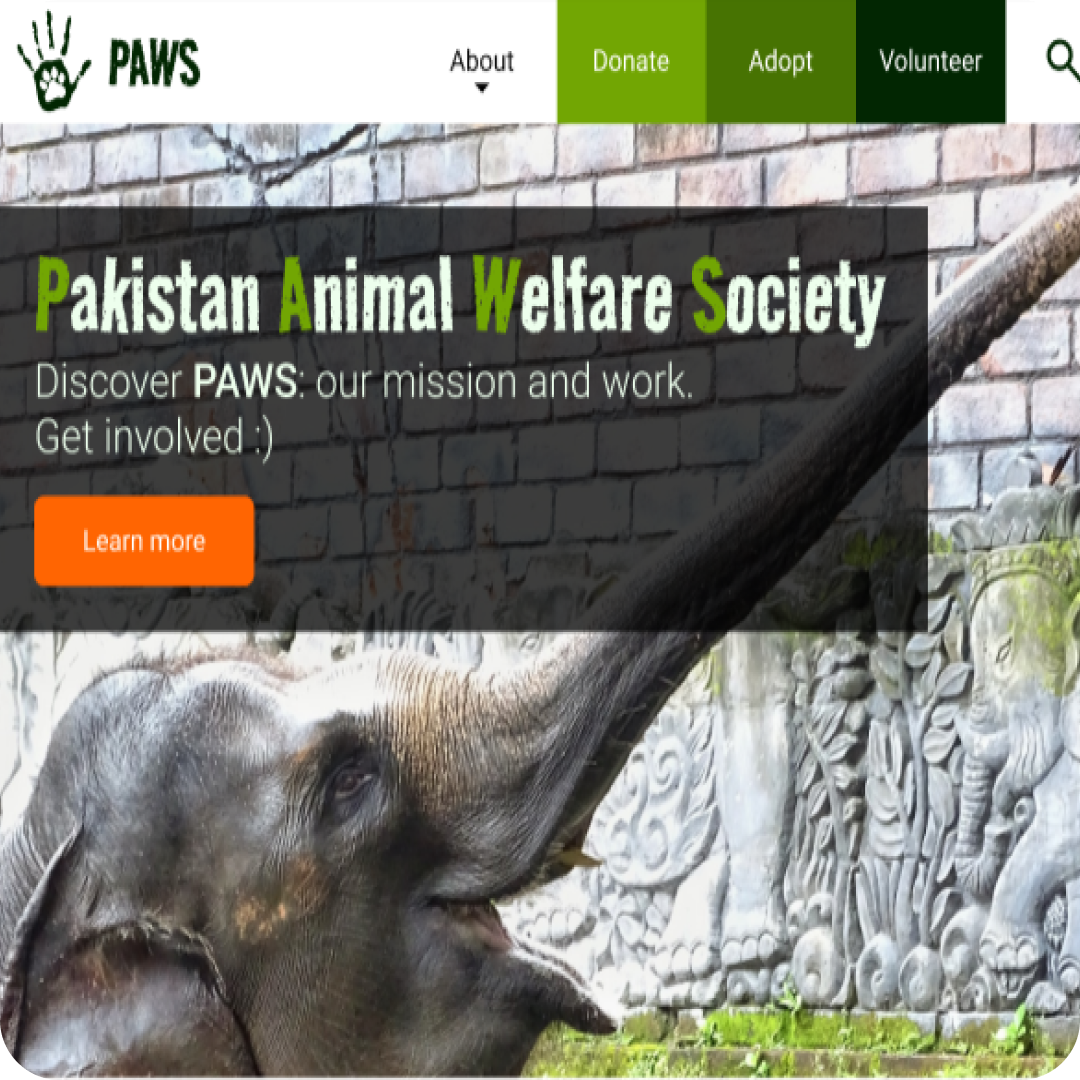 PAWS
About
Donate
Adopt
Volunteer
Pakistan Animal Welfare Society
Discover PAWS: our mission and work.
Get involved :)
Learn more